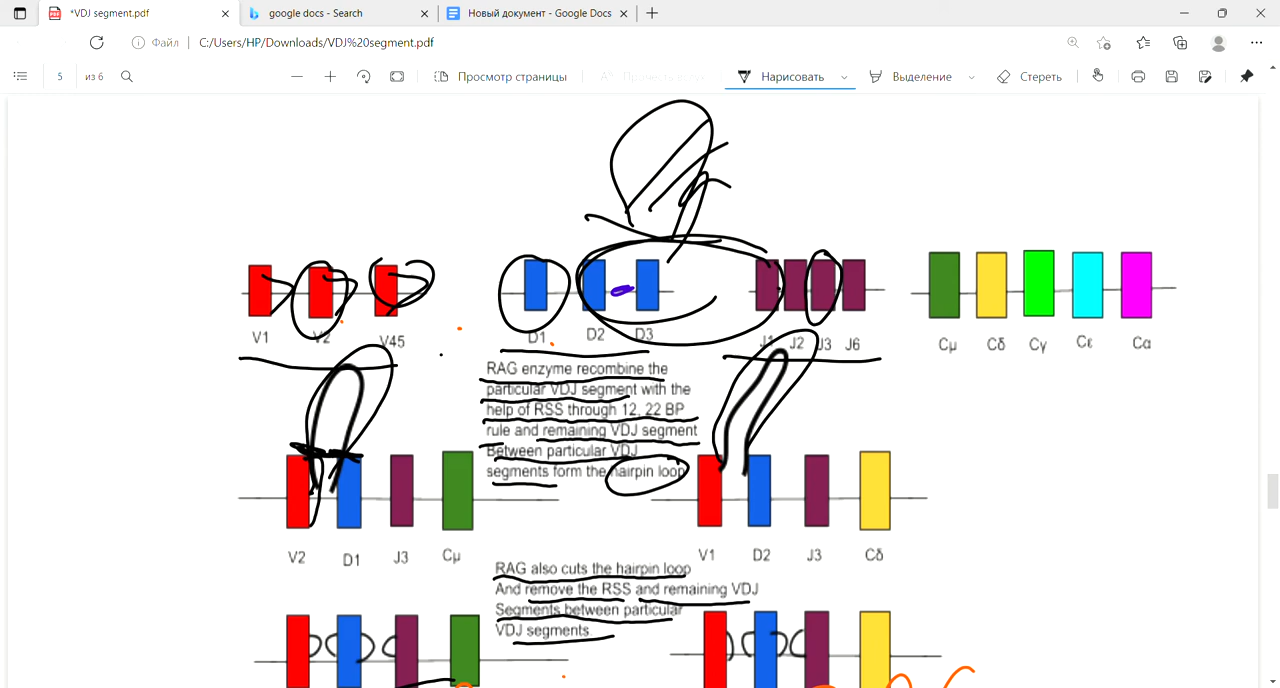 *VDJ segment.pdf
google docs - Search
Новый документ - Google Docs
Файл
C:/Users/HP/Downloads/VDJ%20segment.pdf
5 из 6
Просмотр страницы
Прочесть вслух
Нарисовать
Выделение
Стереть
V1 V2 V45 D1 D2 D3 J1 J2 J3 J6 Cμ Cδ Cγ Cε Cα
RAG enzyme recombine the
particular VDJ segment with the
help of RSS through 12, 22 BP
rule and remaining VDJ segment
Between particular VDJ
segments form the hairpin loop
V2 D1 J3 Cμ V1 D2 J3 Cδ
RAG also cuts the hairpin loop
And remove the RSS and remaining VDJ
Segments between particular
VDJ segments